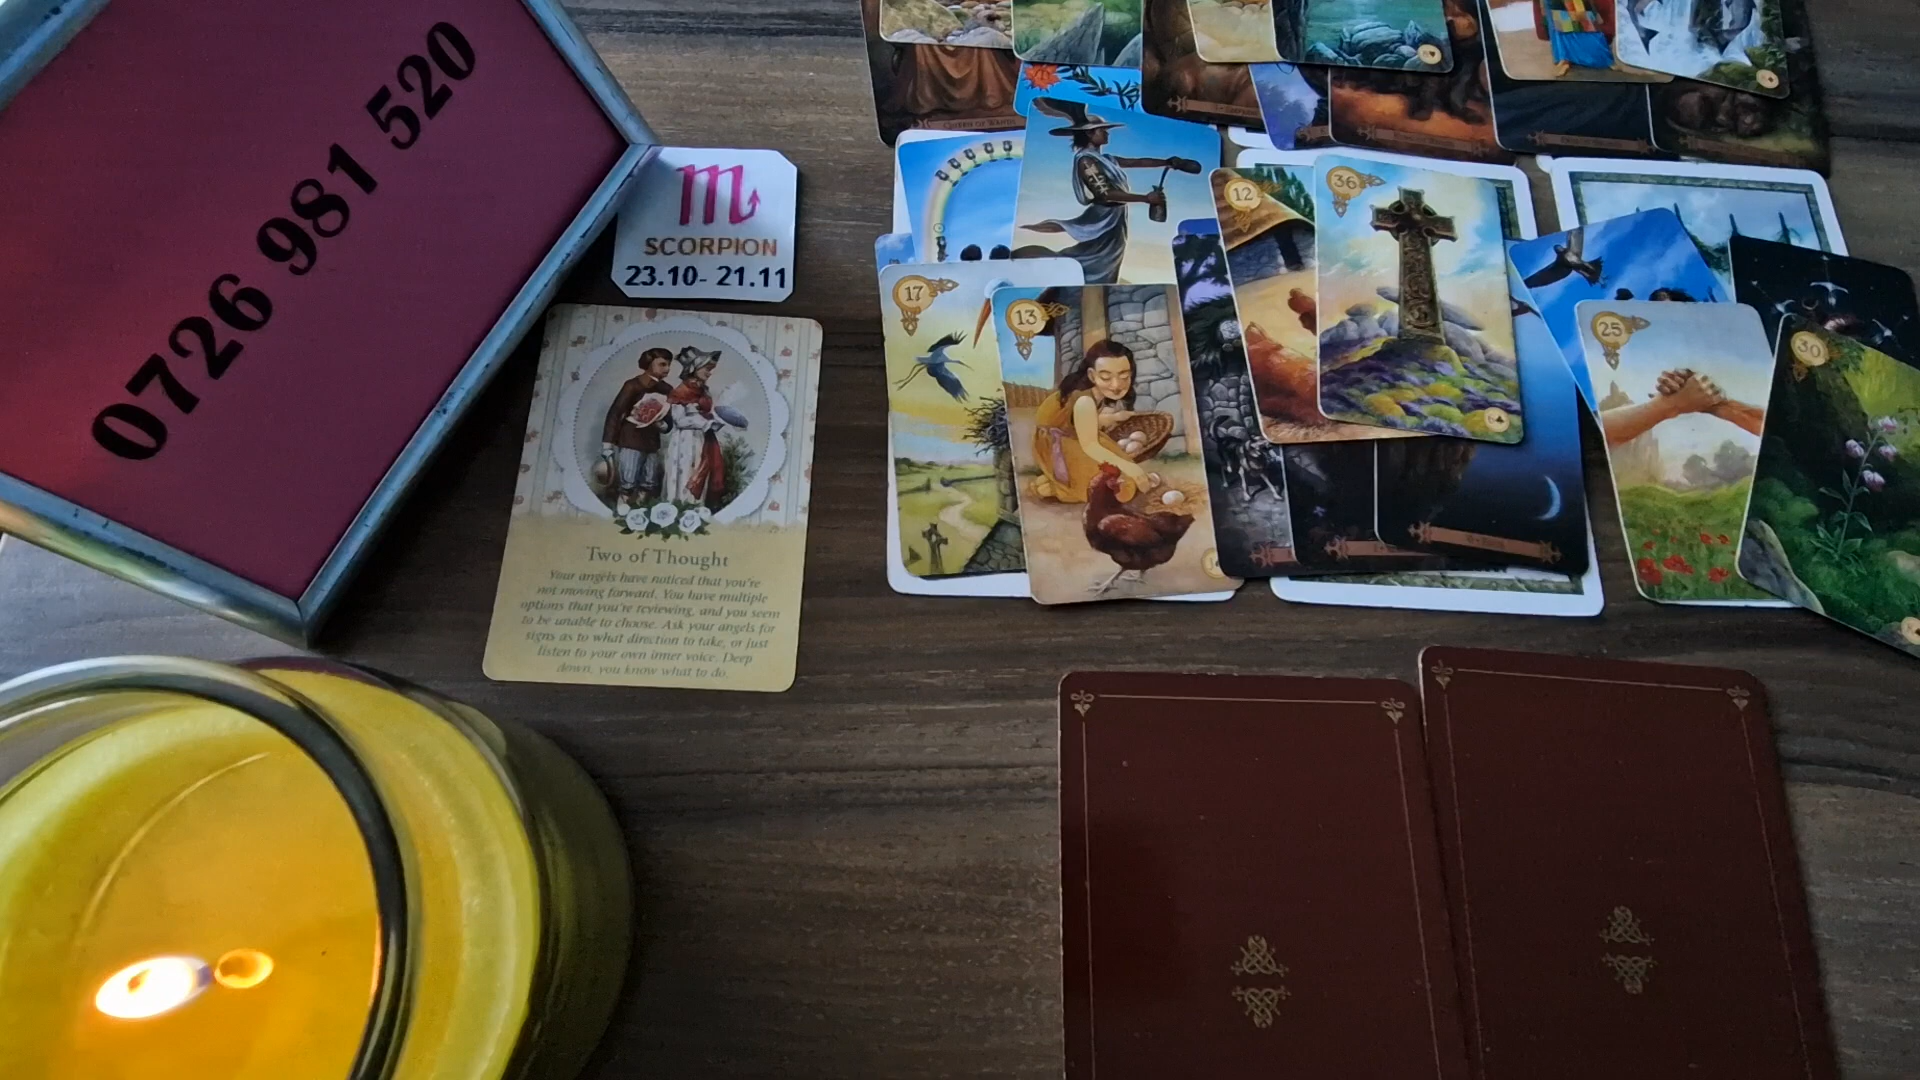 0726 981 520
SCORPION
23.10- 21.11
Two of Thought
Your angels have noticed that you're
not moving forward. You have multiple
options that you're reviewing, and you seem
to be unable to choose. Ask your angels for
signs as to what direction to take, or just
listen to your own inner voice. Deep
down, you know what to do.
17
13
12
36
25
30